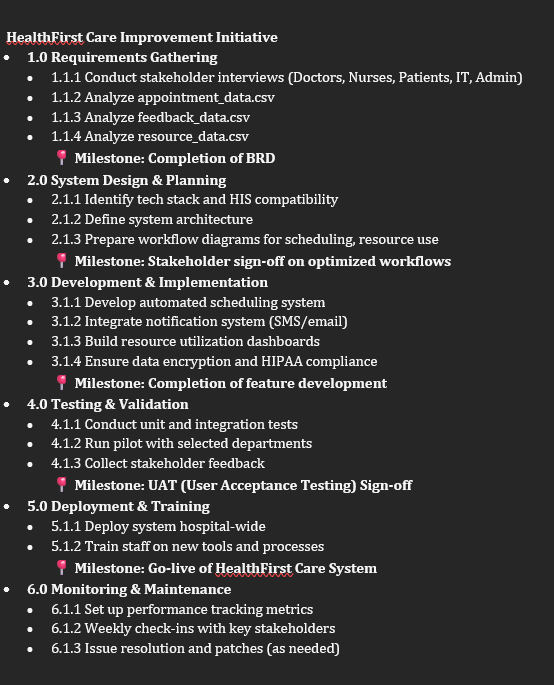 HealthFirst Care Improvement Initiative
• 1.0 Requirements Gathering
• 1.1.1 Conduct stakeholder interviews (Doctors, Nurses, Patients, IT, Admin)
• 1.1.2 Analyze appointment_data.csv
• 1.1.3 Analyze feedback_data.csv
• 1.1.4 Analyze resource_data.csv
📍 Milestone: Completion of BRD
• 2.0 System Design & Planning
• 2.1.1 Identify tech stack and HIS compatibility
• 2.1.2 Define system architecture
• 2.1.3 Prepare workflow diagrams for scheduling, resource use
📍 Milestone: Stakeholder sign-off on optimized workflows
• 3.0 Development & Implementation
• 3.1.1 Develop automated scheduling system
• 3.1.2 Integrate notification system (SMS/email)
• 3.1.3 Build resource utilization dashboards
• 3.1.4 Ensure data encryption and HIPAA compliance
📍 Milestone: Completion of feature development
• 4.0 Testing & Validation
• 4.1.1 Conduct unit and integration tests
• 4.1.2 Run pilot with selected departments
• 4.1.3 Collect stakeholder feedback
📍 Milestone: UAT (User Acceptance Testing) Sign-off
• 5.0 Deployment & Training
• 5.1.1 Deploy system hospital-wide
• 5.1.2 Train staff on new tools and processes
📍 Milestone: Go-live of HealthFirst Care System
• 6.0 Monitoring & Maintenance
• 6.1.1 Set up performance tracking metrics
• 6.1.2 Weekly check-ins with key stakeholders
• 6.1.3 Issue resolution and patches (as needed)